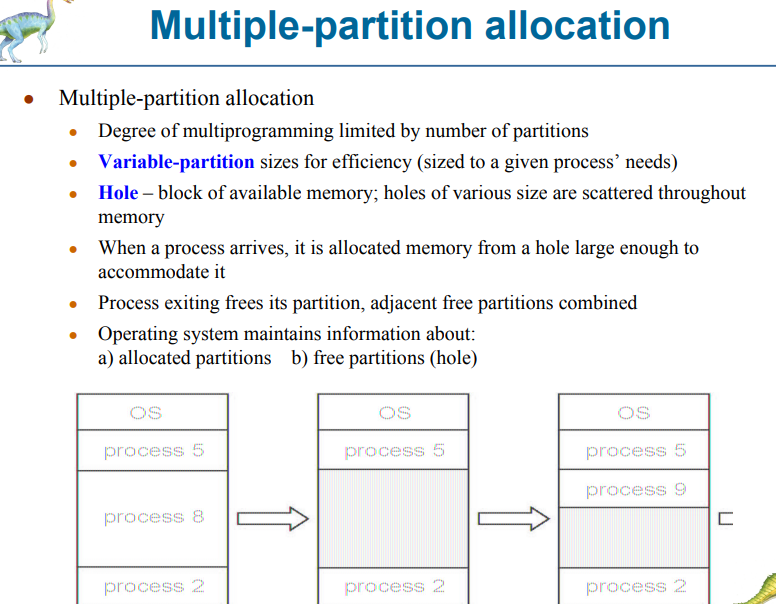 Multiple-partition allocation
Multiple-partition allocation
Degree of multiprogramming limited by number of partitions
Variable-partition sizes for efficiency (sized to a given process’ needs)
Hole – block of available memory; holes of various size are scattered throughout
memory
When a process arrives, it is allocated memory from a hole large enough to
accommodate it
Process exiting frees its partition, adjacent free partitions combined
Operating system maintains information about:
a) allocated partitions b) free partitions (hole)
OS
process 5
process 8
process 2
OS
process 5
process 2
OS
process 5
process 9
process 2